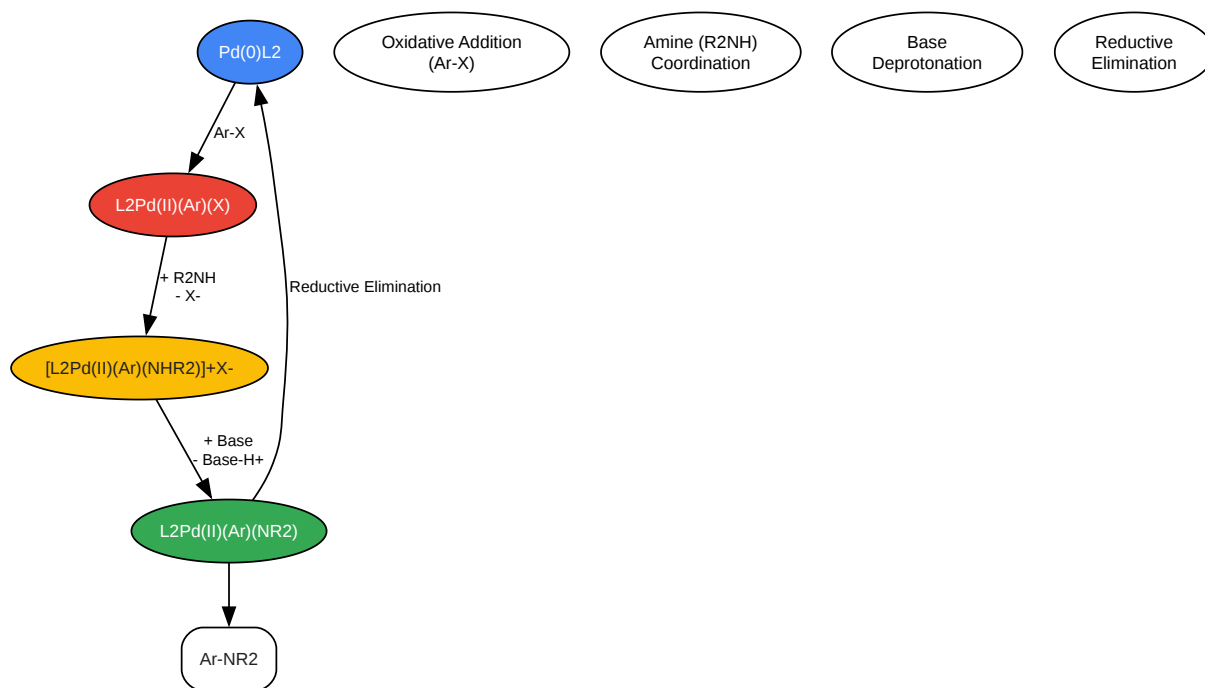 Pd(0)L2
Oxidative Addition
(Ar-X)
Amine (R2NH)
Coordination
Base
Deprotonation
Reductive
Elimination
Ar-X
L2Pd(II)(Ar)(X)
+ R2NH
- X-
Reductive Elimination
[L2Pd(II)(Ar)(NHR2)]+X-
+ Base
- Base-H+
L2Pd(II)(Ar)(NR2)
Ar-NR2